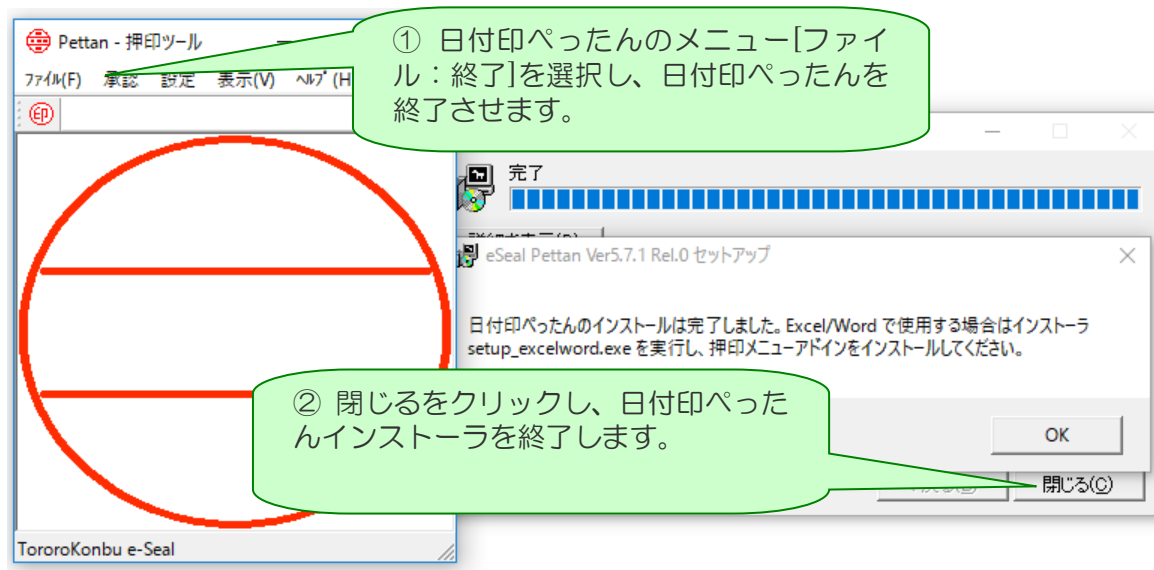 Pettan - 押印ツール
ファイル(F) 承認 設定 表示(V) ヘルプ(H
印
① 日付印ぺったんのメニュー[ファイ
ル：終了]を選択し、日付印ぺったんを
終了させます。
完了
eSeal Pettan Ver5.7.1 Rel.0 セットアップ
日付印ぺったんのインストールは完了しました。Excel/Word で使用する場合はインストーラ
setup_excelword.exe を実行し、押印メニューアドインをインストールしてください。
② 閉じるをクリックし、日付印ぺった
んインストーラを終了します。
OK
閉じる(C)
TororoKonbu e-Seal